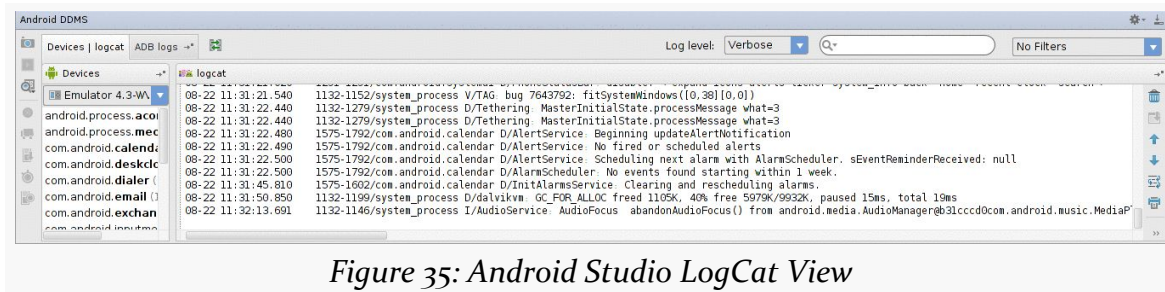 Android DDMS
Devices | logcat ADB logs
Log level: Verbose
No Filters
Devices
logcat
Emulator 4.3-W
android.process.aco
android.process.med
com.android.calenda
com.android.deskclo
com.android.dialer (
com.android.email (1
com.android.exchan
com.android.inputme
08-22 11:31:21.540 1132-1152/system_process V/TAG: bug 7643792: fitSystemWindows([0,38][0,0])
08-22 11:31:22.440 1132-1279/system_process D/Tethering: MasterInitialState.processMessage what=3
08-22 11:31:22.440 1132-1279/system_process D/Tethering: MasterInitialState.processMessage what=3
08-22 11:31:22.480 1575-1792/com.android.calendar D/AlertService: Beginning updateAlertNotification
08-22 11:31:22.490 1575-1792/com.android.calendar D/AlertService: No fired or scheduled alerts
08-22 11:31:22.500 1575-1792/com.android.calendar D/AlertService: Scheduling next alarm with AlarmScheduler. sEventReminderReceived: null
08-22 11:31:22.500 1575-1792/com.android.calendar D/AlarmScheduler: No events found starting within 1 week.
08-22 11:31:45.810 1575-1602/com.android.calendar D/InitAlarmsService: Clearing and rescheduling alarms.
08-22 11:31:50.850 1132-1199/system_process D/dalvikvm: GC_FOR_ALLOC freed 1105K, 40% free 5979K/9932K, paused 15ms, total 19ms
08-22 11:32:13.691 1132-1146/system_process I/AudioService: AudioFocus abandonAudioFocus() from android.media.AudioManager@b31cccd0com.android.music.MediaP
Figure 35: Android Studio LogCat View